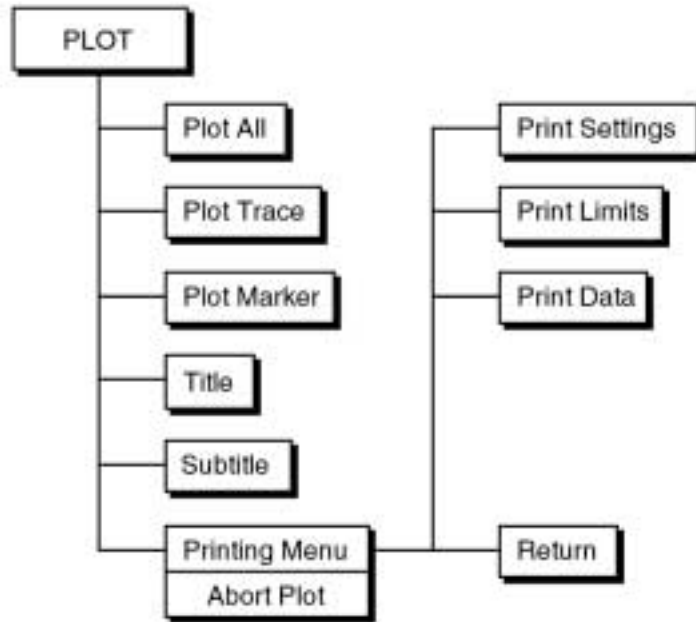 PLOT
Plot All
Plot Trace
Plot Marker
Title
Subtitle
Printing Menu
Abort Plot
Print Settings
Print Limits
Print Data
Return